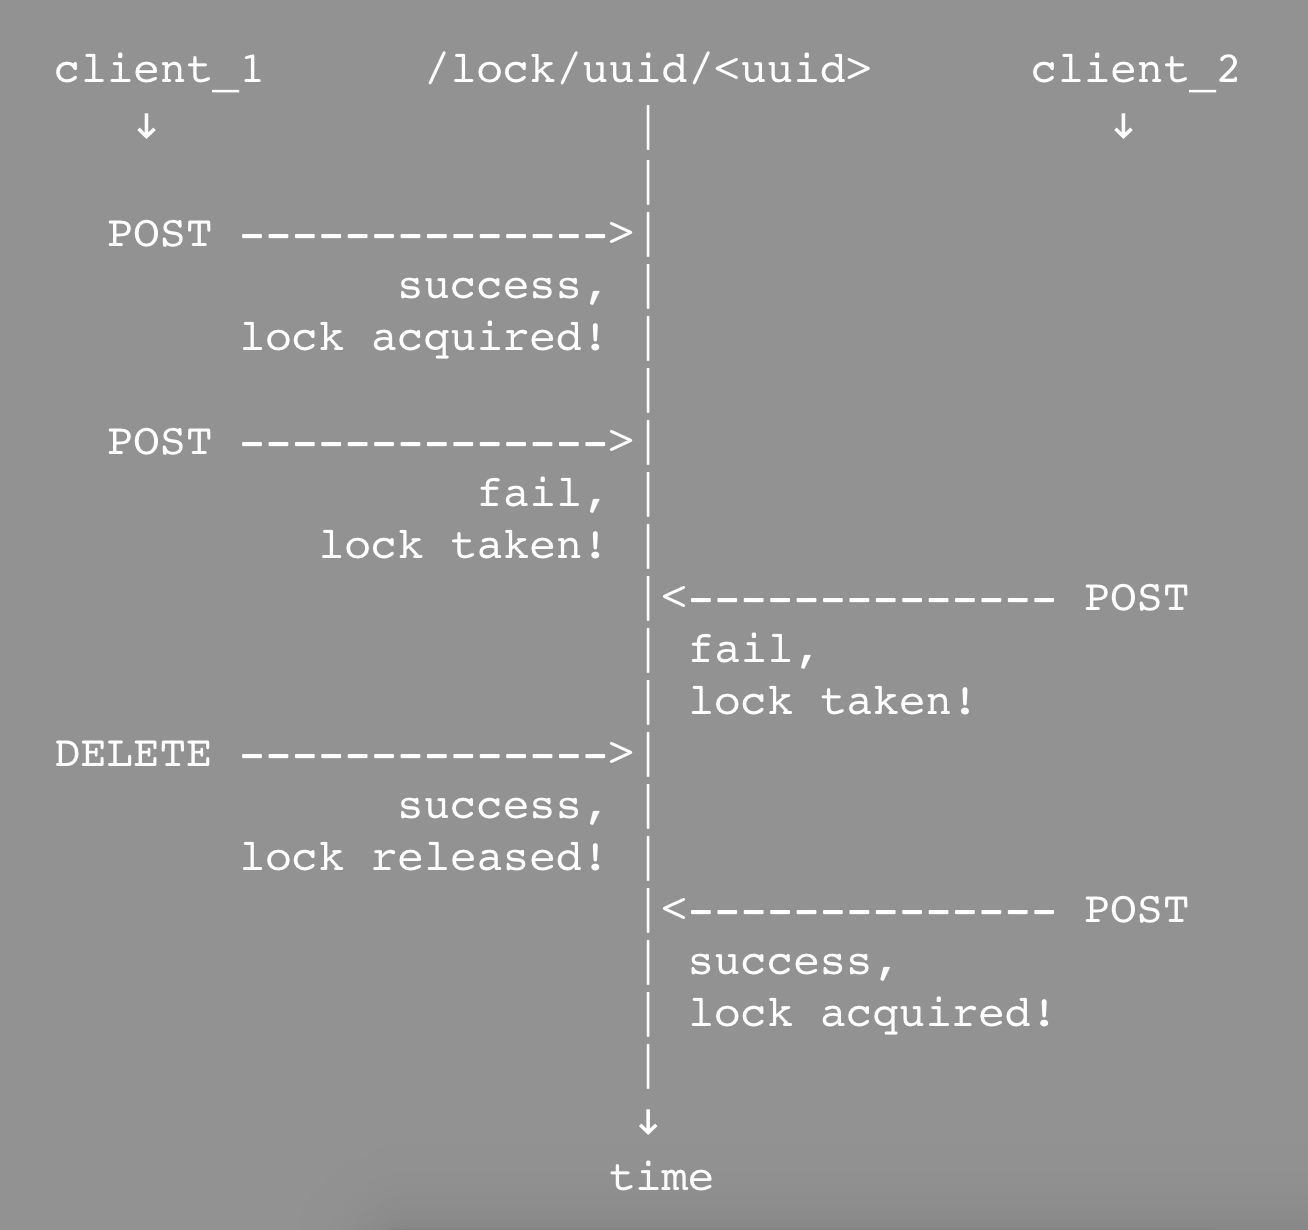 client_1 /lock/uuid/<uuid> client_2
↓ | ↓
|
POST -------------->|
success, |
lock acquired! |
|
POST -------------->|
fail, |
lock taken! |
|<-------------- POST
| fail,
| lock taken!
DELETE -------------->|
success, |
lock released! |
|<-------------- POST
| success,
| lock acquired!
|
↓
time